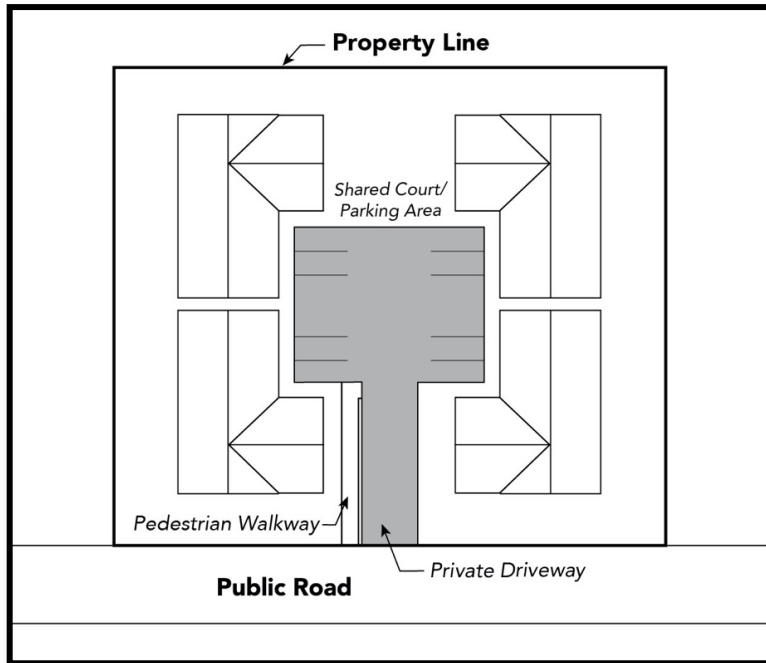 Property Line
Shared Court/
Parking Area
Pedestrian Walkway
Private Driveway
Public Road